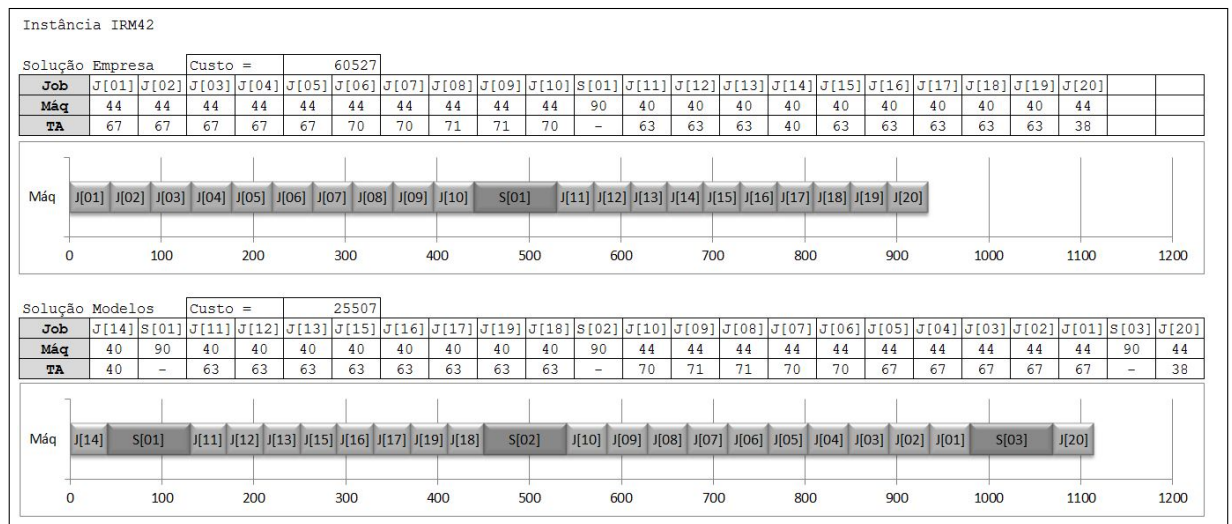 Instância IRM42
Solução Empresa Custo = 60527
Job J[01] J[02] J[03] J[04] J[05] J[06] J[07] J[08] J[09] J[10] S[01] J[11] J[12] J[13] J[14] J[15] J[16] J[17] J[18] J[19] J[20]
Máq 44 44 44 44 44 44 44 44 44 44 90 40 40 40 40 40 40 40 40 40 44
TA 67 67 67 67 67 70 70 71 71 70 - 63 63 63 40 63 63 63 63 63 38
Máq J[01] J[02] J[03] J[04] J[05] J[06] J[07] J[08] J[09] J[10] S[01] J[11] J[12] J[13] J[14] J[15] J[16] J[17] J[18] J[19] J[20]
0 100 200 300 400 500 600 700 800 900 1000 1100 1200
Solução Modelos Custo = 25507
Job J[14] S[01] J[11] J[12] J[13] J[15] J[16] J[17] J[19] J[18] S[02] J[10] J[09] J[08] J[07] J[06] J[05] J[04] J[03] J[02] J[01] S[03] J[20]
Máq 40 90 40 40 40 40 40 40 40 40 90 44 44 44 44 44 44 44 44 44 44 90 44
TA 40 - 63 63 63 63 63 63 63 63 - 70 71 71 70 70 67 67 67 67 67 - 38
Máq J[14] S[01] J[11] J[12] J[13] J[15] J[16] J[17] J[19] J[18] S[02] J[10] J[09] J[08] J[07] J[06] J[05] J[04] J[03] J[02] J[01] S[03] J[20]
0 100 200 300 400 500 600 700 800 900 1000 1100 1200